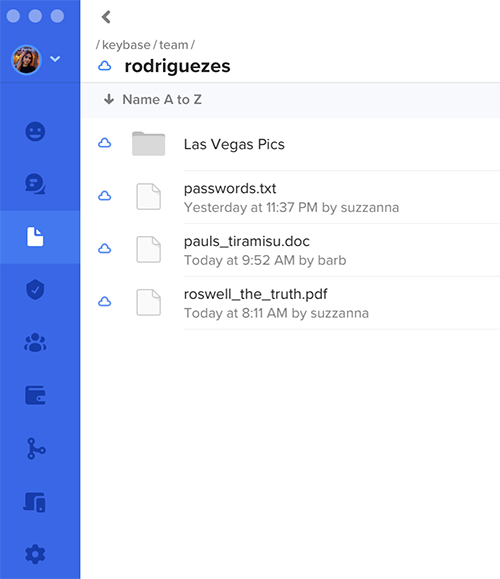 / keybase / team /
rodriguezes
Name A to Z
Las Vegas Pics
passwords.txt
Yesterday at 11:37 PM by suzzanna
pauls_tiramisu.doc
Today at 9:52 AM by barb
roswell_the_truth.pdf
Today at 8:11 AM by suzzanna